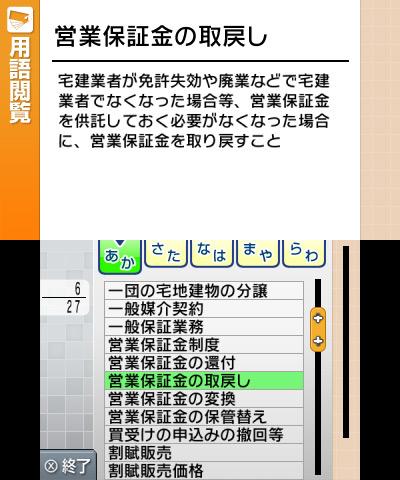 用語閲覧
営業保証金の取戻し
宅建業者が免許失効や廃業などで宅建
業者でなくなった場合等、営業保証金
を供託しておく必要がなくなった場合
に、営業保証金を取り戻すこと
あか
さた
なは
まや
らわ
6
27
一団の宅地建物の分譲
一般媒介契約
一般保証業務
営業保証金制度
営業保証金の還付
営業保証金の取戻し
営業保証金の変換
営業保証金の保管替え
買受けの申込みの撤回等
割賦販売
割賦販売価格
Ⓧ終了